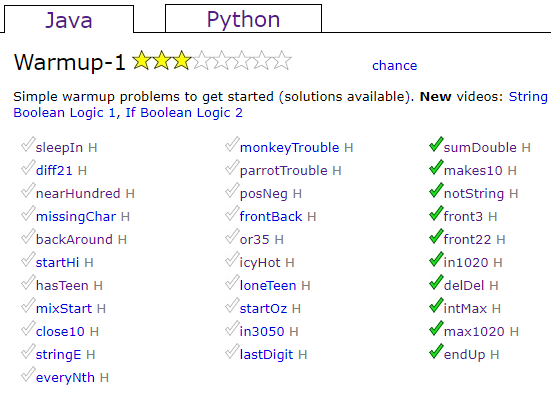 Java Python
Warmup-1 chance
Simple warmup problems to get started (solutions available). New videos: String
Boolean Logic 1, If Boolean Logic 2
sleepIn H monkeyTrouble H sumDouble H
diff21 H parrotTrouble H makes10 H
nearHundred H posNeg H notString H
missingChar H frontBack H front3 H
backAround H or35 H front22 H
startHi H icyHot H in1020 H
hasTeen H loneTeen H delDel H
mixStart H startOz H intMax H
close10 H in3050 H max1020 H
stringE H lastDigit H endUp H
everyNth H